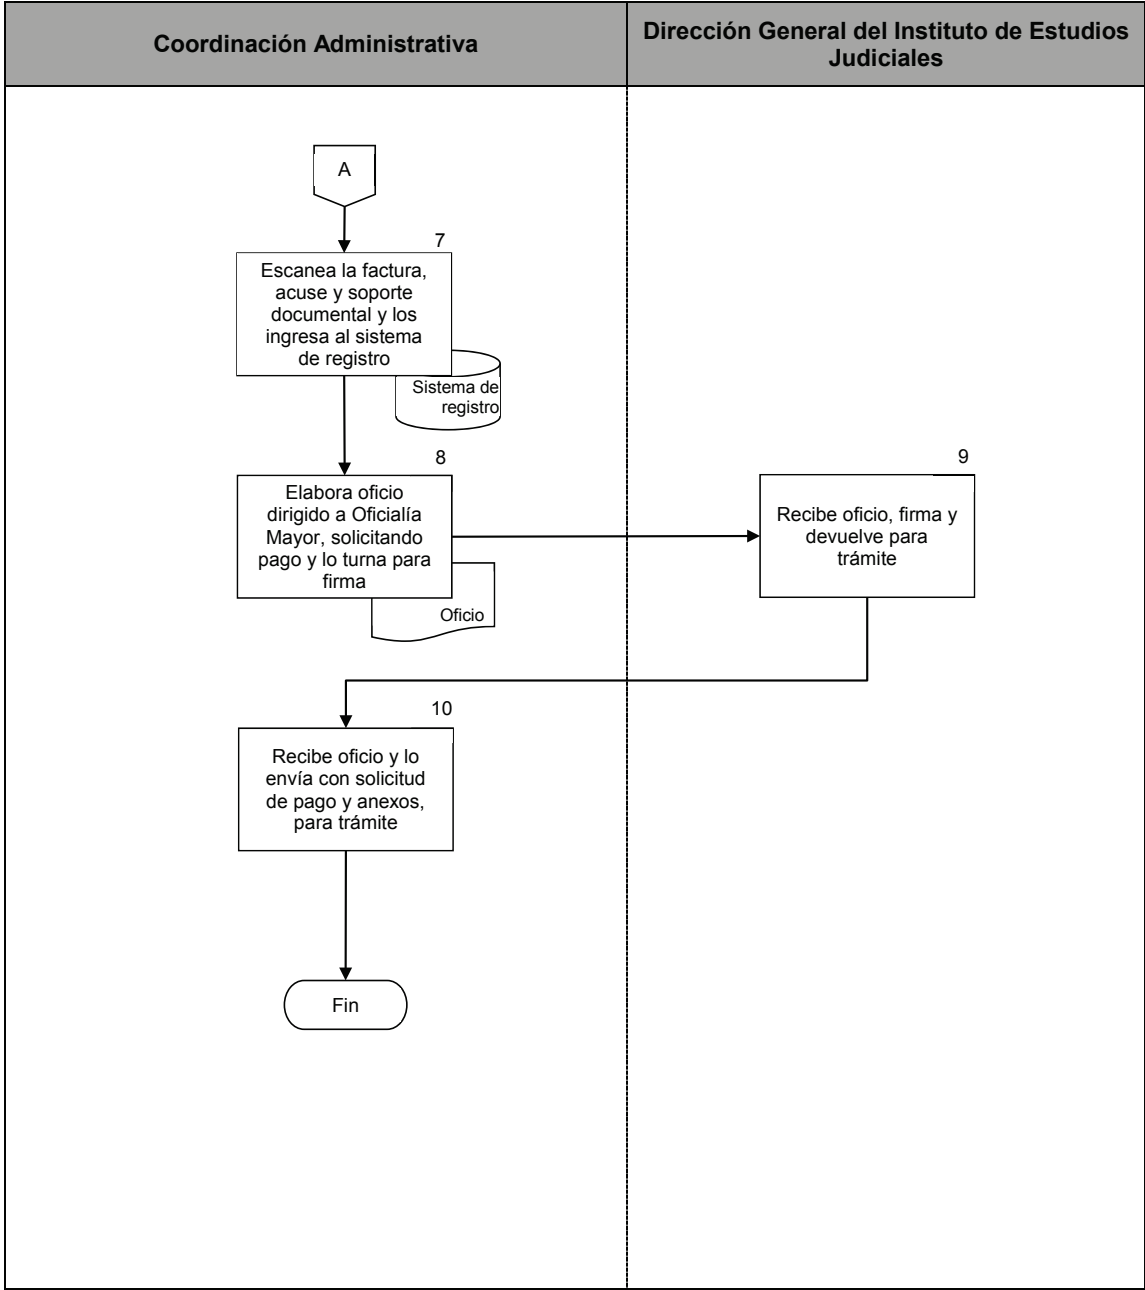 Coordinación Administrativa
Dirección General del Instituto de Estudios
Judiciales
A
7
Escanea la factura,
acuse y soporte
documental y los
ingresa al sistema
de registro
Sistema de
registro
8
Elabora oficio
dirigido a Oficialía
Mayor, solicitando
pago y lo turna para
firma
Oficio
9
Recibe oficio, firma y
devuelve para
trámite
10
Recibe oficio y lo
envía con solicitud
de pago y anexos,
para trámite
Fin